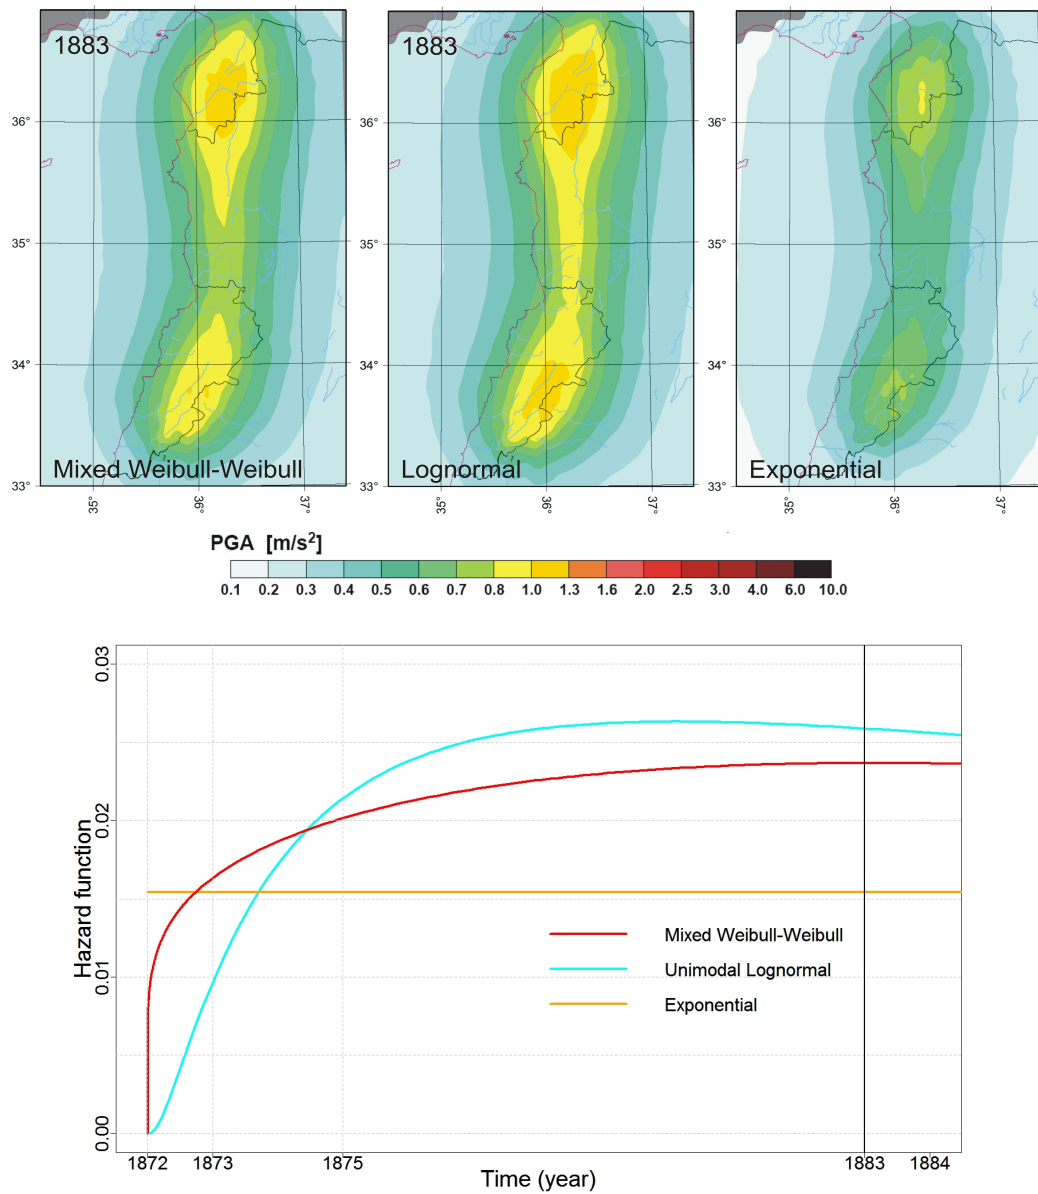 1883
1883
36°
36°
36°
35°
35°
35°
34°
34°
34°
Mixed Weibull-Weibull
Lognormal
Exponential
33°
33°
33°
35°
36°
37°
35°
36°
37°
35°
36°
37°
PGA [m/s²]
0.1 0.2 0.3 0.4 0.5 0.6 0.7 0.8 1.0 1.3 1.6 2.0 2.5 3.0 4.0 6.0 10.0
0.03
0.02
0.01
0.00
Hazard function
Mixed Weibull-Weibull
Unimodal Lognormal
Exponential
1872 1873 1875 1883 1884
Time (year)